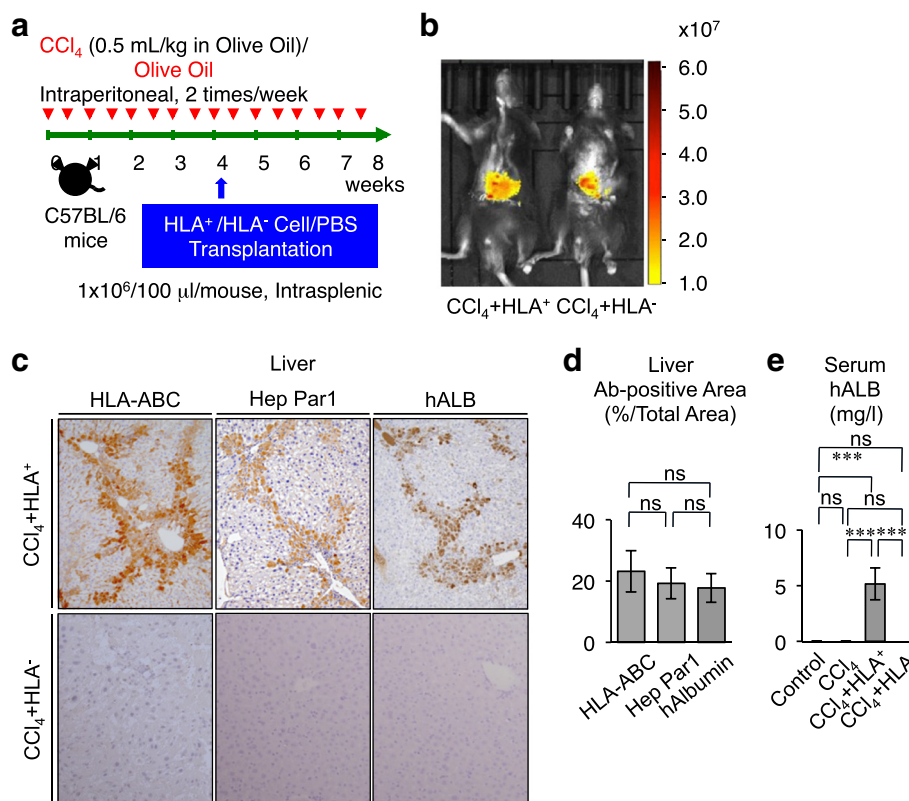 a
CCl₄ (0.5 mL/kg in Olive Oil)/
Olive Oil
Intraperitoneal, 2 times/week
0 1 2 3 4 5 6 7 8
weeks
C57BL/6
mice
HLA⁺/HLA⁻ Cell/PBS
Transplantation
1x10⁶/100 µl/mouse, Intrasplenic
b
x10⁷
6.0
5.0
4.0
3.0
2.0
1.0
CCl₄+HLA⁺ CCl₄+HLA⁻
c
Liver
HLA-ABC Hep Par1 hALB
CCl₄+HLA⁺
CCl₄+HLA⁻
d
Liver
Ab-positive Area
(%/Total Area)
ns
ns ns
40
20
0
HLA-ABC
Hep Par1
hAlbumin
e
Serum
hALB
(mg/l)
ns
***
ns ns
*** ***
10
5
0
Control
CCl₄
CCl₄+HLA⁺
CCl₄+HLA